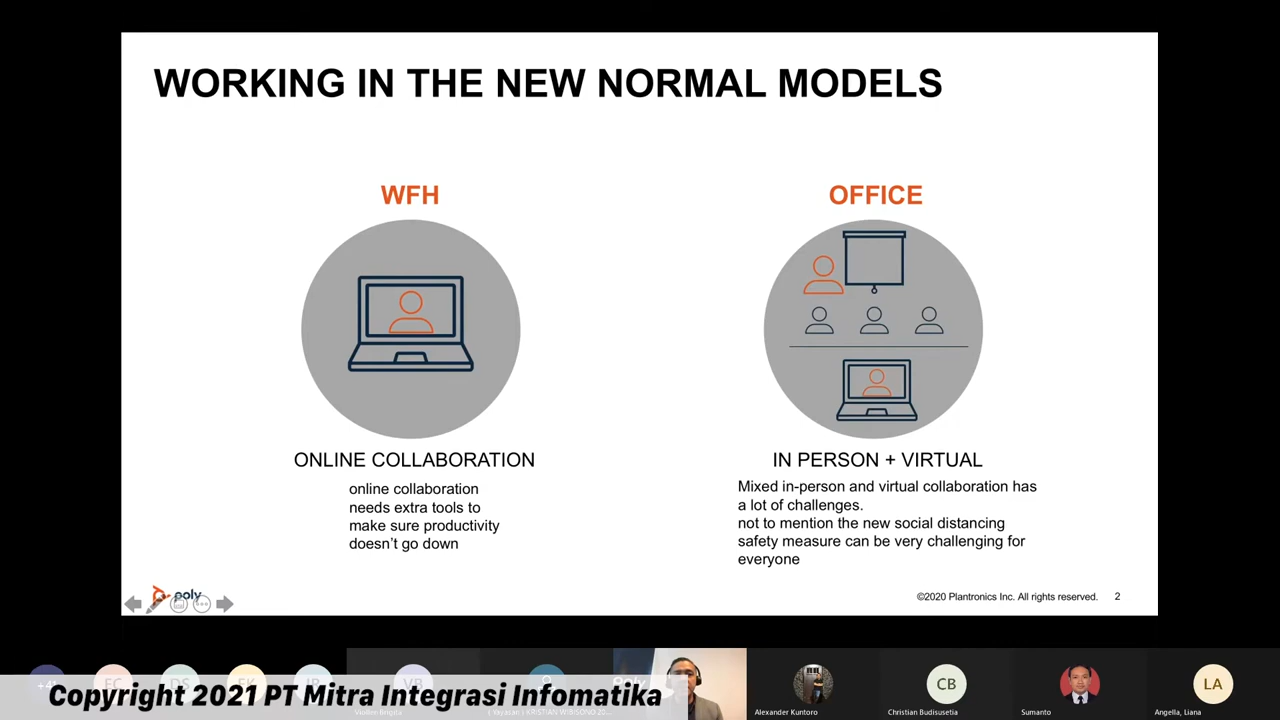 WORKING IN THE NEW NORMAL MODELS
WFH
ONLINE COLLABORATION
online collaboration
needs extra tools to
make sure productivity
doesn't go down
OFFICE
IN PERSON + VIRTUAL
Mixed in-person and virtual collaboration has
a lot of challenges.
not to mention the new social distancing
safety measure can be very challenging for
everyone
poly
©2020 Plantronics Inc. All rights reserved. 2
Copyright 2021 PT Mitra Integrasi Infomatika
Alexander Kuntoro
CB
Christian Budisusetia
Sumanto
LA
Angella, Liana